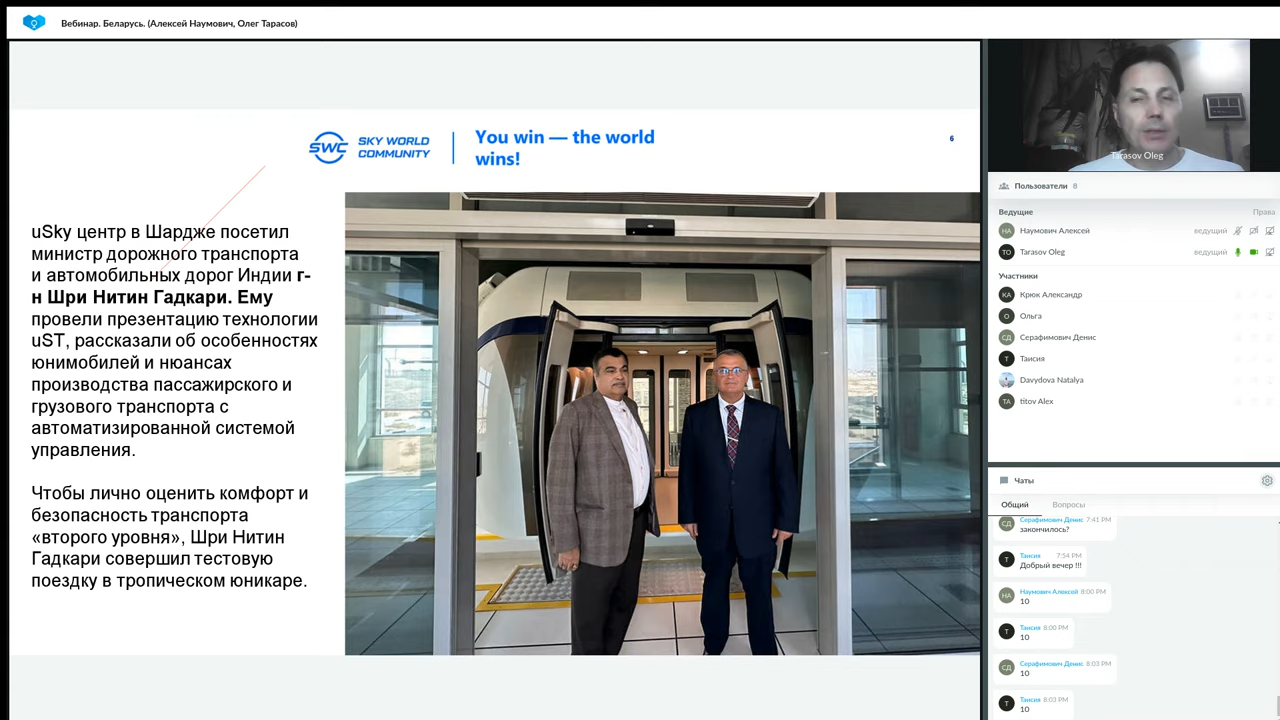 Вебинар. Беларусь. (Алексей Наумович, Олег Тарасов)
SWC
SKY WORLD
COMMUNITY
You win — the world
wins!
6
uSky центр в Шардже посетил
министр дорожного транспорта
и автомобильных дорог Индии г-
н Шри Нитин Гадкари. Ему
провели презентацию технологии
uST, рассказали об особенностях
юнимобилей и нюансах
производства пассажирского и
грузового транспорта с
автоматизированной системой
управления.
Чтобы лично оценить комфорт и
безопасность транспорта
«второго уровня», Шри Нитин
Гадкари совершил тестовую
поездку в тропическом юникаре.
Tarasov Oleg
Пользователи 8
Ведущие Права
НА Наумович Алексей ведущий
TO Tarasov Oleg ведущий
Участники
КА Крюк Александр
О Ольга
СД Серафимович Денис
Т Таисия
Davydova Natalya
TA titov Alex
Чаты
Общий Вопросы
СД Серафимович Денис 7:41 PM
закончилось?
Т Таисия 7:54 PM
Добрый вечер !!!
НА Наумович Алексей 8:00 PM
10
Т Таисия 8:00 PM
10
СД Серафимович Денис 8:03 PM
10
Т Таисия 8:03 PM
10